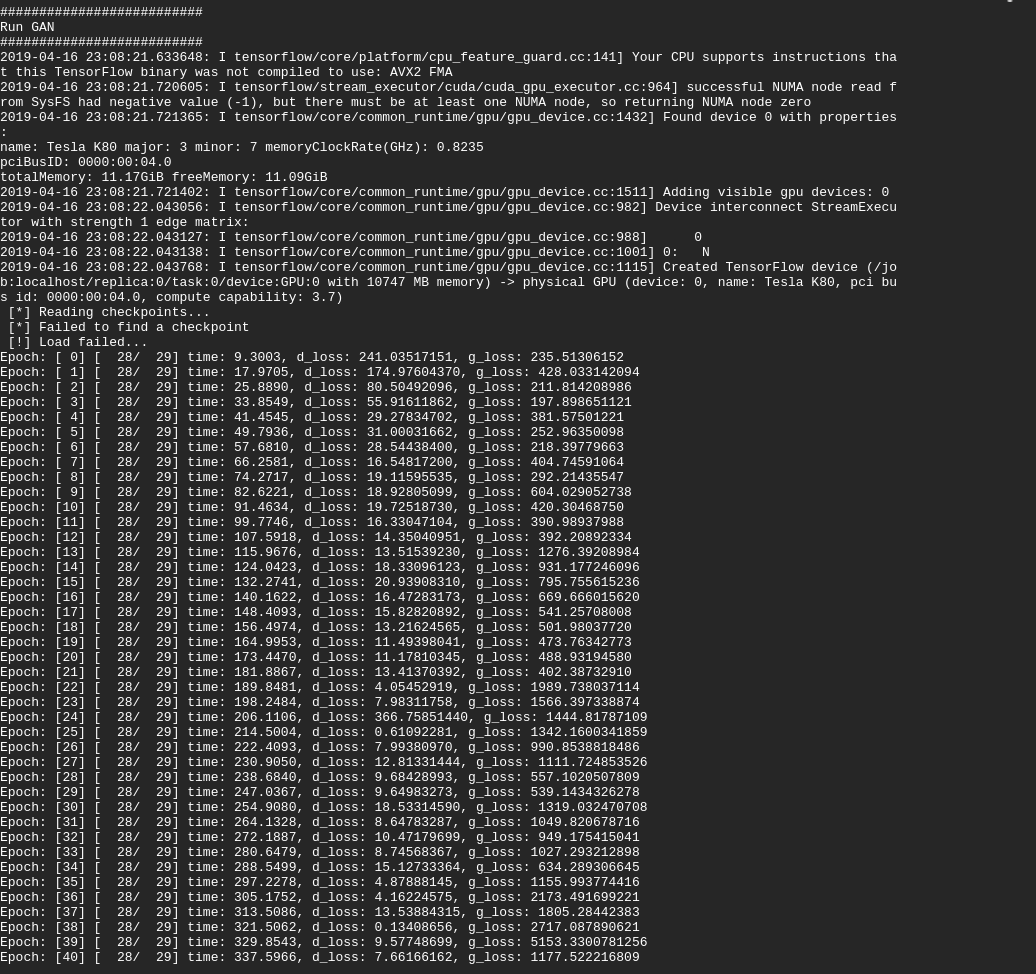 ##########################
Run GAN
##########################
2019-04-16 23:08:21.633648: I tensorflow/core/platform/cpu_feature_guard.cc:141] Your CPU supports instructions tha
t this TensorFlow binary was not compiled to use: AVX2 FMA
2019-04-16 23:08:21.720605: I tensorflow/stream_executor/cuda/cuda_gpu_executor.cc:964] successful NUMA node read f
rom SysFS had negative value (-1), but there must be at least one NUMA node, so returning NUMA node zero
2019-04-16 23:08:21.721365: I tensorflow/core/common_runtime/gpu/gpu_device.cc:1432] Found device 0 with properties
:
name: Tesla K80 major: 3 minor: 7 memoryClockRate(GHz): 0.8235
pciBusID: 0000:00:04.0
totalMemory: 11.17GiB freeMemory: 11.09GiB
2019-04-16 23:08:21.721402: I tensorflow/core/common_runtime/gpu/gpu_device.cc:1511] Adding visible gpu devices: 0
2019-04-16 23:08:22.043056: I tensorflow/core/common_runtime/gpu/gpu_device.cc:982] Device interconnect StreamExecu
tor with strength 1 edge matrix:
2019-04-16 23:08:22.043127: I tensorflow/core/common_runtime/gpu/gpu_device.cc:988]      0
2019-04-16 23:08:22.043138: I tensorflow/core/common_runtime/gpu/gpu_device.cc:1001] 0:   N
2019-04-16 23:08:22.043768: I tensorflow/core/common_runtime/gpu/gpu_device.cc:1115] Created TensorFlow device (/jo
b:localhost/replica:0/task:0/device:GPU:0 with 10747 MB memory) -> physical GPU (device: 0, name: Tesla K80, pci bu
s id: 0000:00:04.0, compute capability: 3.7)
 [*] Reading checkpoints...
 [*] Failed to find a checkpoint
 [!] Load failed...
Epoch: [ 0] [  28/  29] time: 9.3003, d_loss: 241.03517151, g_loss: 235.51306152
Epoch: [ 1] [  28/  29] time: 17.9705, d_loss: 174.97604370, g_loss: 428.033142094
Epoch: [ 2] [  28/  29] time: 25.8890, d_loss: 80.50492096, g_loss: 211.814208986
Epoch: [ 3] [  28/  29] time: 33.8549, d_loss: 55.91611862, g_loss: 197.898651121
Epoch: [ 4] [  28/  29] time: 41.4545, d_loss: 29.27834702, g_loss: 381.57501221
Epoch: [ 5] [  28/  29] time: 49.7936, d_loss: 31.00031662, g_loss: 252.96350098
Epoch: [ 6] [  28/  29] time: 57.6810, d_loss: 28.54438400, g_loss: 218.39779663
Epoch: [ 7] [  28/  29] time: 66.2581, d_loss: 16.54817200, g_loss: 404.74591064
Epoch: [ 8] [  28/  29] time: 74.2717, d_loss: 19.11595535, g_loss: 292.21435547
Epoch: [ 9] [  28/  29] time: 82.6221, d_loss: 18.92805099, g_loss: 604.029052738
Epoch: [10] [  28/  29] time: 91.4634, d_loss: 19.72518730, g_loss: 420.30468750
Epoch: [11] [  28/  29] time: 99.7746, d_loss: 16.33047104, g_loss: 390.98937988
Epoch: [12] [  28/  29] time: 107.5918, d_loss: 14.35040951, g_loss: 392.20892334
Epoch: [13] [  28/  29] time: 115.9676, d_loss: 13.51539230, g_loss: 1276.39208984
Epoch: [14] [  28/  29] time: 124.0423, d_loss: 18.33096123, g_loss: 931.177246096
Epoch: [15] [  28/  29] time: 132.2741, d_loss: 20.93908310, g_loss: 795.755615236
Epoch: [16] [  28/  29] time: 140.1622, d_loss: 16.47283173, g_loss: 669.666015620
Epoch: [17] [  28/  29] time: 148.4093, d_loss: 15.82820892, g_loss: 541.25708008
Epoch: [18] [  28/  29] time: 156.4974, d_loss: 13.21624565, g_loss: 501.98037720
Epoch: [19] [  28/  29] time: 164.9953, d_loss: 11.49398041, g_loss: 473.76342773
Epoch: [20] [  28/  29] time: 173.4470, d_loss: 11.17810345, g_loss: 488.93194580
Epoch: [21] [  28/  29] time: 181.8867, d_loss: 13.41370392, g_loss: 402.38732910
Epoch: [22] [  28/  29] time: 189.8481, d_loss: 4.05452919, g_loss: 1989.738037114
Epoch: [23] [  28/  29] time: 198.2484, d_loss: 7.98311758, g_loss: 1566.397338874
Epoch: [24] [  28/  29] time: 206.1106, d_loss: 366.75851440, g_loss: 1444.81787109
Epoch: [25] [  28/  29] time: 214.5004, d_loss: 0.61092281, g_loss: 1342.1600341859
Epoch: [26] [  28/  29] time: 222.4093, d_loss: 7.99380970, g_loss: 990.8538818486
Epoch: [27] [  28/  29] time: 230.9050, d_loss: 12.81331444, g_loss: 1111.724853526
Epoch: [28] [  28/  29] time: 238.6840, d_loss: 9.68428993, g_loss: 557.1020507809
Epoch: [29] [  28/  29] time: 247.0367, d_loss: 9.64983273, g_loss: 539.1434326278
Epoch: [30] [  28/  29] time: 254.9080, d_loss: 18.53314590, g_loss: 1319.032470708
Epoch: [31] [  28/  29] time: 264.1328, d_loss: 8.64783287, g_loss: 1049.820678716
Epoch: [32] [  28/  29] time: 272.1887, d_loss: 10.47179699, g_loss: 949.175415041
Epoch: [33] [  28/  29] time: 280.6479, d_loss: 8.74568367, g_loss: 1027.293212898
Epoch: [34] [  28/  29] time: 288.5499, d_loss: 15.12733364, g_loss: 634.289306645
Epoch: [35] [  28/  29] time: 297.2278, d_loss: 4.87888145, g_loss: 1155.993774416
Epoch: [36] [  28/  29] time: 305.1752, d_loss: 4.16224575, g_loss: 2173.491699221
Epoch: [37] [  28/  29] time: 313.5086, d_loss: 13.53884315, g_loss: 1805.28442383
Epoch: [38] [  28/  29] time: 321.5062, d_loss: 0.13408656, g_loss: 2717.087890621
Epoch: [39] [  28/  29] time: 329.8543, d_loss: 9.57748699, g_loss: 5153.3300781256
Epoch: [40] [  28/  29] time: 337.5966, d_loss: 7.66166162, g_loss: 1177.522216809